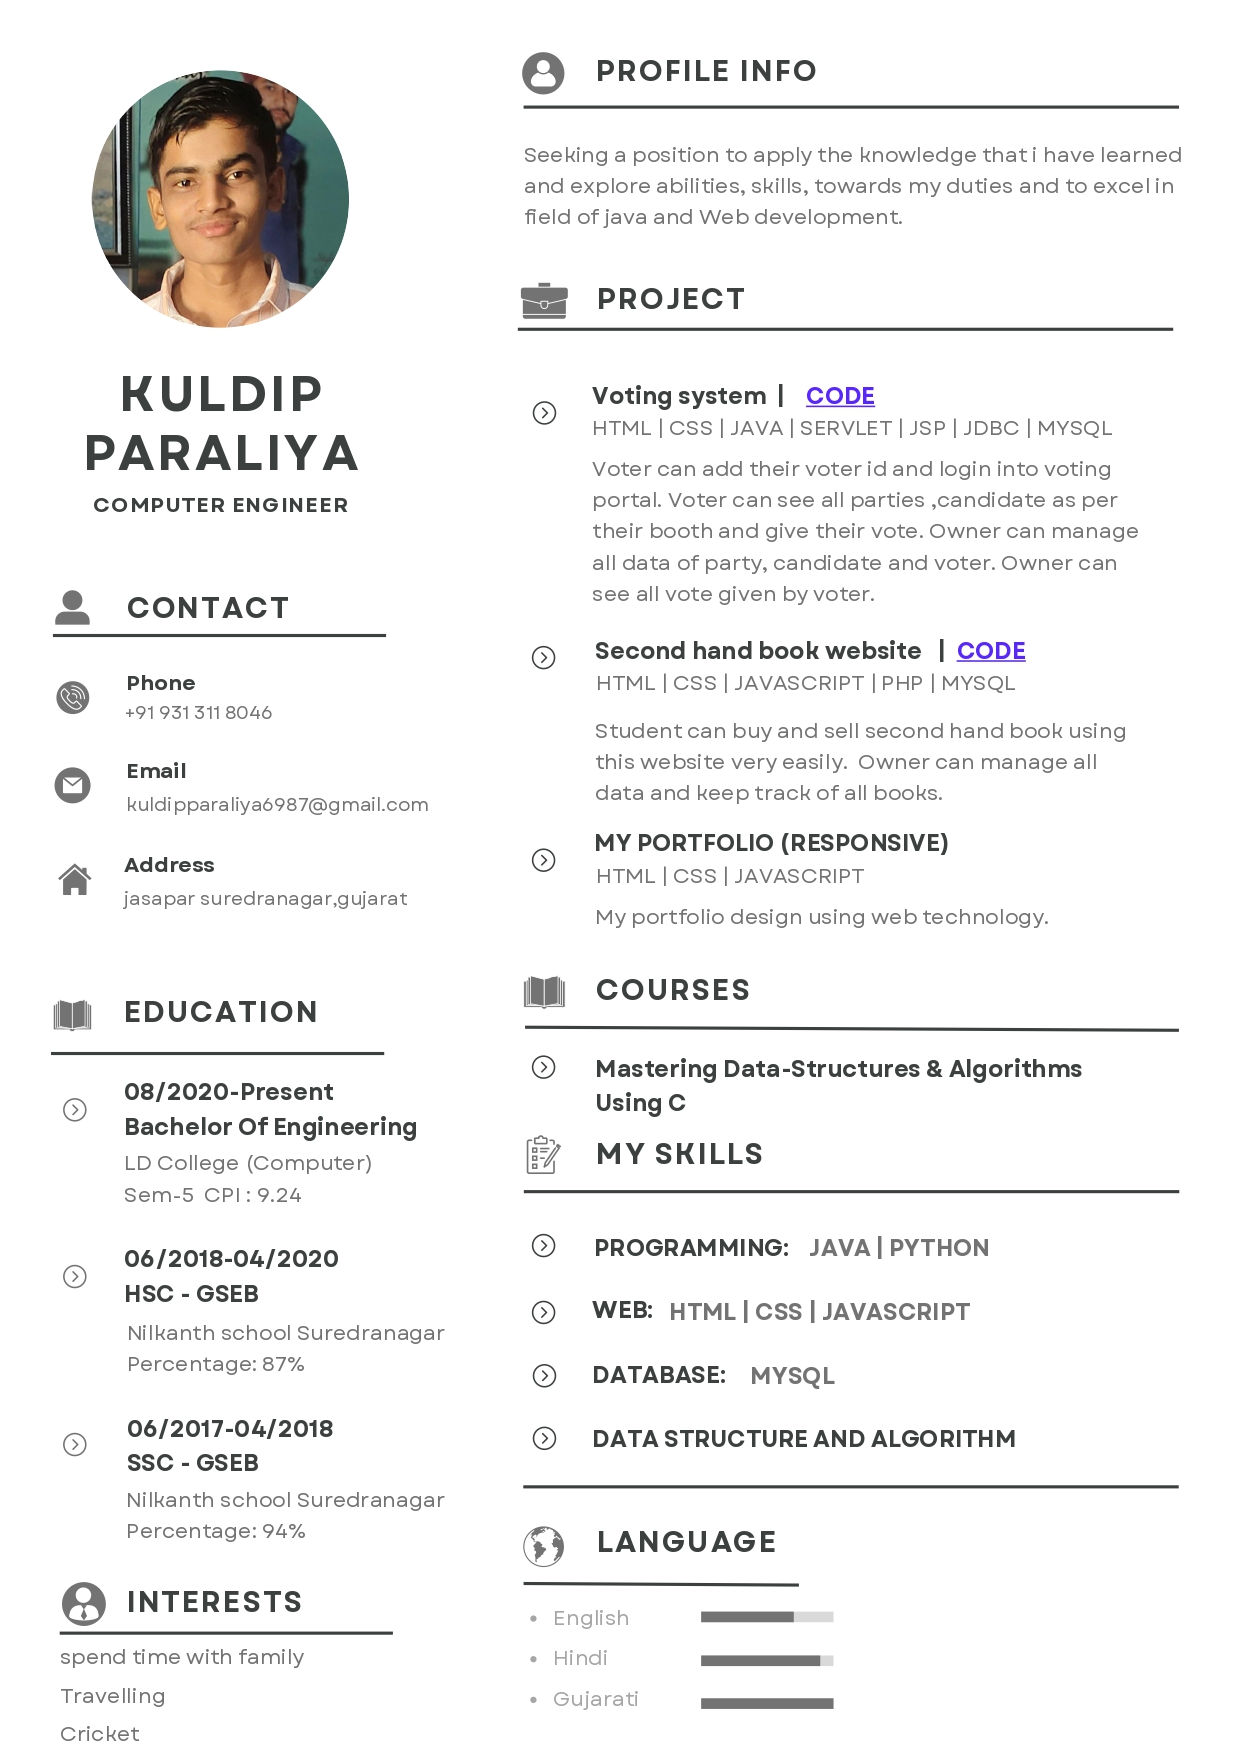 KULDIP
PARALIYA
COMPUTER ENGINEER
CONTACT
Phone
+91 931 311 8046
Email
kuldipparaliya6987@gmail.com
Address
jasapar suredranagar,gujarat
EDUCATION
08/2020-Present
Bachelor Of Engineering
LD College (Computer)
Sem-5 CPI : 9.24
06/2018-04/2020
HSC - GSEB
Nilkanth school Suredranagar
Percentage: 87%
06/2017-04/2018
SSC - GSEB
Nilkanth school Suredranagar
Percentage: 94%
INTERESTS
spend time with family
Travelling
Cricket
PROFILE INFO
Seeking a position to apply the knowledge that i have learned
and explore abilities, skills, towards my duties and to excel in
field of java and Web development.
PROJECT
Voting system | CODE
HTML | CSS | JAVA | SERVLET | JSP | JDBC | MYSQL
Voter can add their voter id and login into voting
portal. Voter can see all parties ,candidate as per
their booth and give their vote. Owner can manage
all data of party, candidate and voter. Owner can
see all vote given by voter.
Second hand book website | CODE
HTML | CSS | JAVASCRIPT | PHP | MYSQL
Student can buy and sell second hand book using
this website very easily. Owner can manage all
data and keep track of all books.
MY PORTFOLIO (RESPONSIVE)
HTML | CSS | JAVASCRIPT
My portfolio design using web technology.
COURSES
Mastering Data-Structures & Algorithms
Using C
MY SKILLS
PROGRAMMING: JAVA | PYTHON
WEB: HTML | CSS | JAVASCRIPT
DATABASE: MYSQL
DATA STRUCTURE AND ALGORITHM
LANGUAGE
• English
• Hindi
• Gujarati